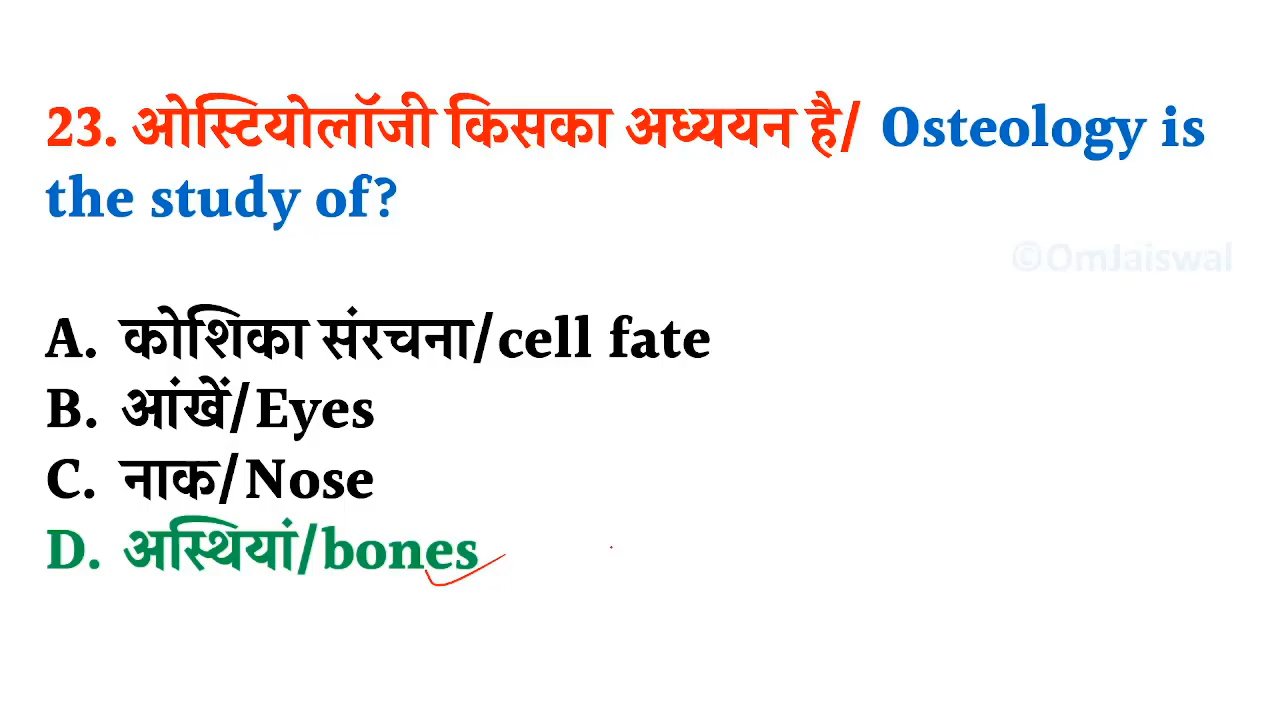 23. ओस्टियोलॉजी किसका अध्ययन है/ Osteology is
the study of?
©OmJaiswal
A. कोशिका संरचना/cell fate
B. आंखें/Eyes
C. नाक/Nose
D. अस्थियां/bones